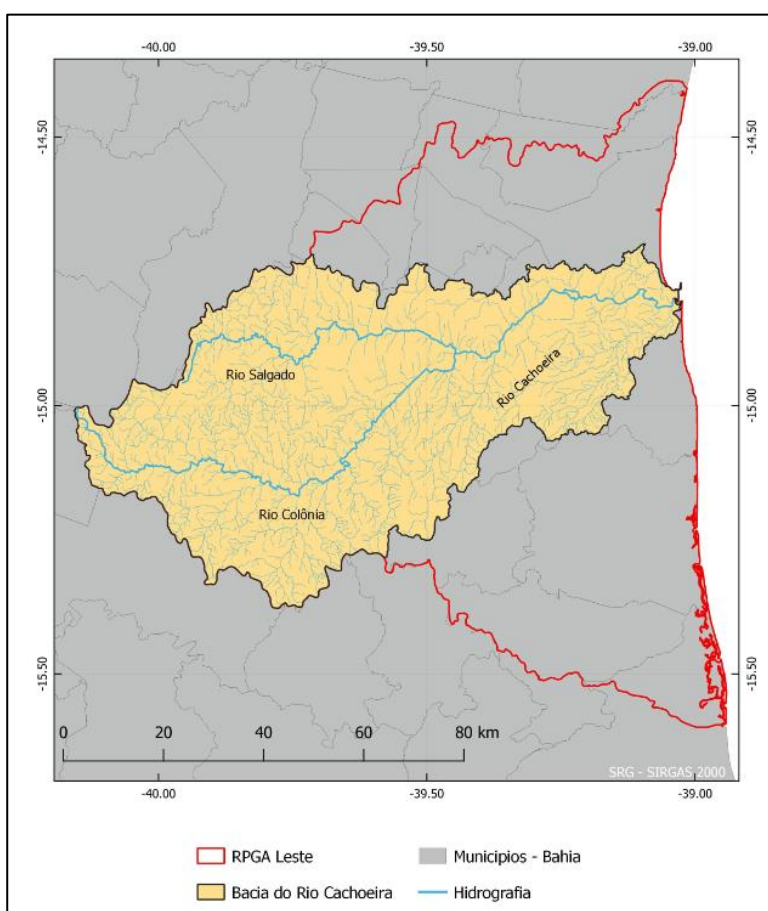 -40.00
-39.50
-39.00
-14.50
-14.50
Rio Salgado
Rio Cachoeira
-15.00
-15.00
Rio Colônia
-15.50
-15.50
0
20
40
60
80 km
SRG - SIRGAS 2000
-40.00
-39.50
-39.00
RPGA Leste
Municipios - Bahia
Bacia do Rio Cachoeira
Hidrografia